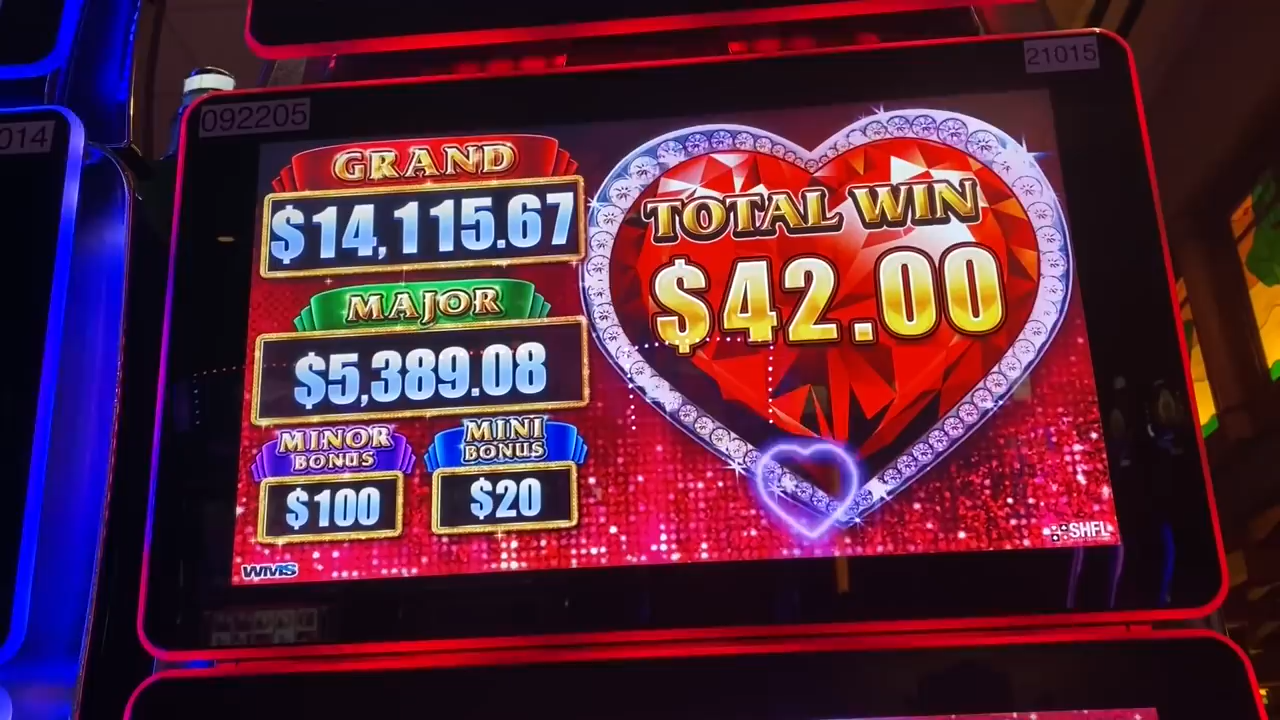 014
092205
21015
GRAND
$14,115.67
MAJOR
$5,389.08
MINOR
BONUS
$100
MINI
BONUS
$20
TOTAL WIN
$42.00
WMS
SHFL